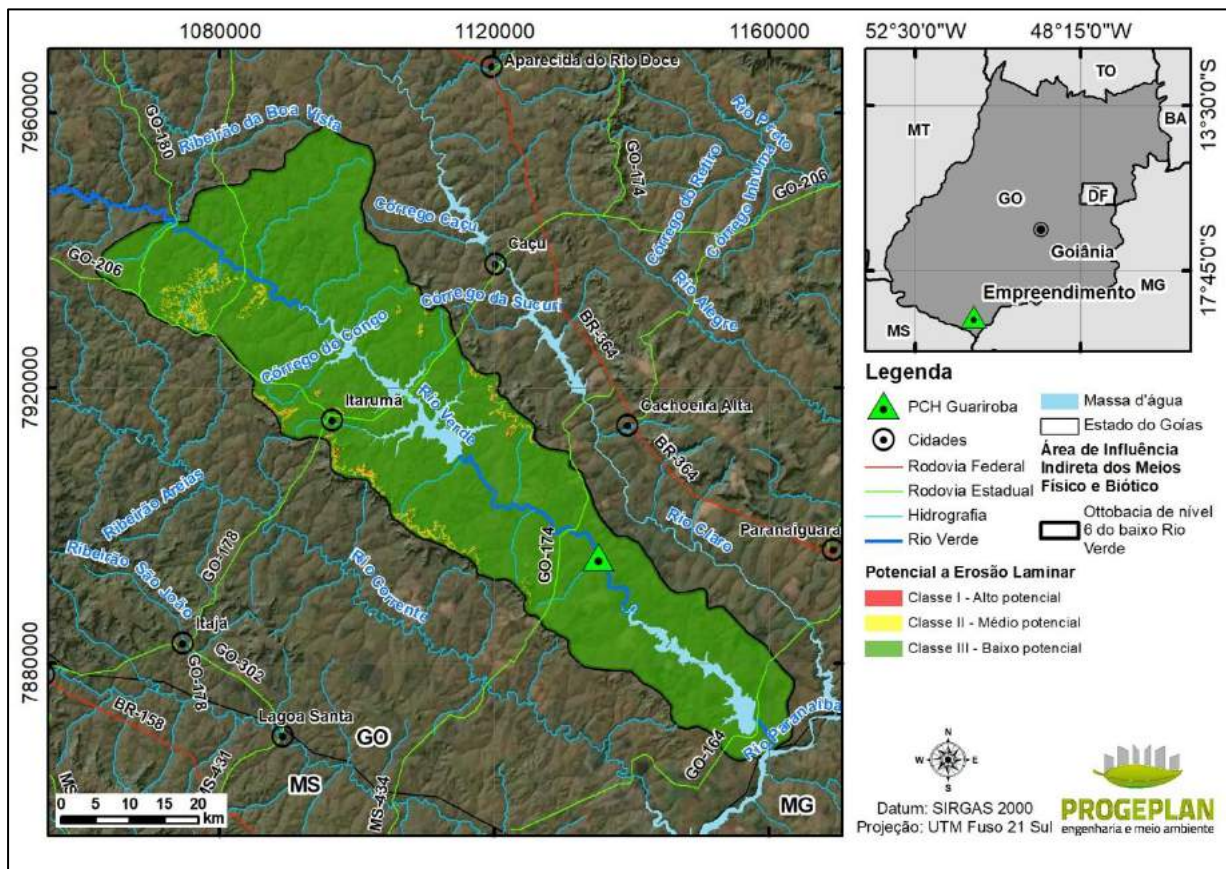 1080000
1120000
1160000
7960000
7920000
7880000
Aparecida do Rio Doce
Ribeirão da Boa Vista
GO-180
Rio Preto
GO-174
Córrego do Retiro
GO-206
Córrego Caçu
Caçu
GO-206
Córrego da Sucuri
Rio Alegre
Córrego do Congo
BR-364
Itarumã
Rio Verde
Cachoeira Alta
BR-364
Ribeirão Areias
Rio Claro
Paranaiguara
GO-178
GO-174
Ribeirão São João
Rio Corrente
Itajá
GO-302
GO-178
BR-158
Lagoa Santa
GO
Rio Paranaíba
GO-164
MS-431
MS
MS-434
MG
0 5 10 15 20
km
52°30'0"W
48°15'0"W
13°30'0"S
17°45'0"S
TO
MT
BA
GO
DF
Goiânia
Empreendimento
MG
MS
Legenda
PCH Guariroba
Cidades
Rodovia Federal
Rodovia Estadual
Hidrografia
Rio Verde
Massa d'água
Estado do Goías
Área de Influência
Indireta dos Meios
Físico e Biótico
Ottobacia de nível
6 do baixo Rio
Verde
Potencial a Erosão Laminar
Classe I - Alto potencial
Classe II - Médio potencial
Classe III - Baixo potencial
N
W E
S
Datum: SIRGAS 2000
Projeção: UTM Fuso 21 Sul
PROGEPLAN
engenharia e meio ambiente